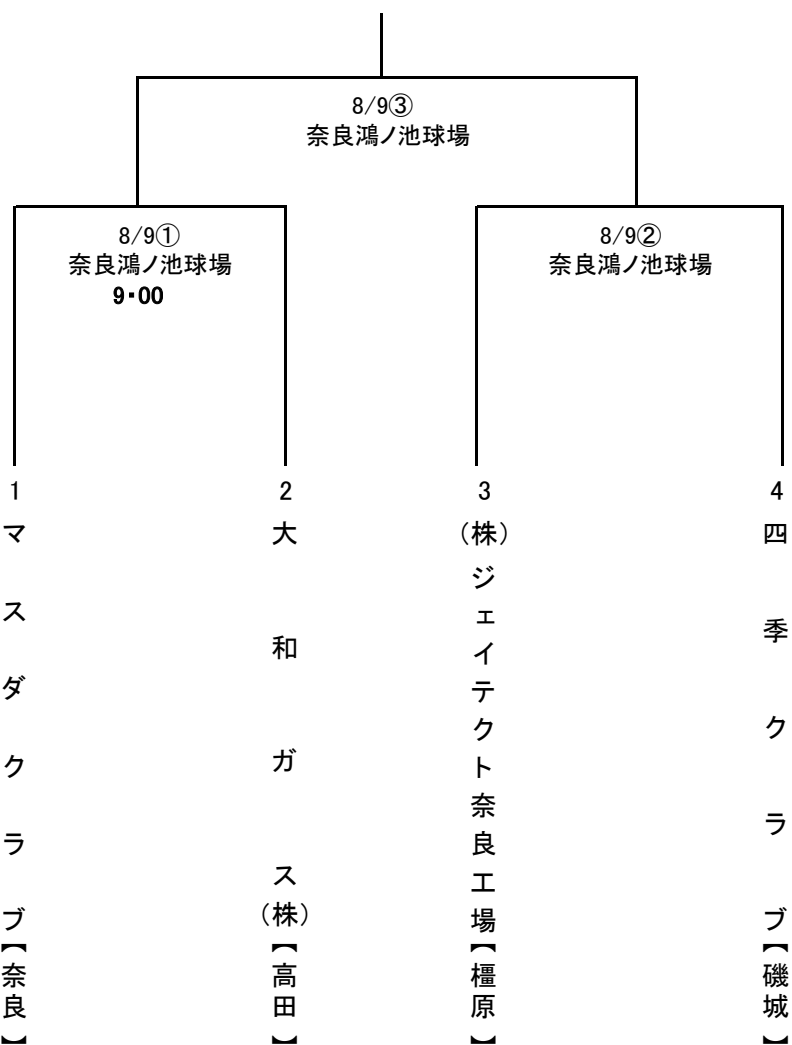 8/9③
奈良鴻ノ池球場
8/9①
奈良鴻ノ池球場
9・00
8/9②
奈良鴻ノ池球場
1
マスダクラブ【奈良】
2
大和ガス(株)【高田】
3
(株)ジェイテクト奈良工場【橿原】
4
四季クラブ【磯城】